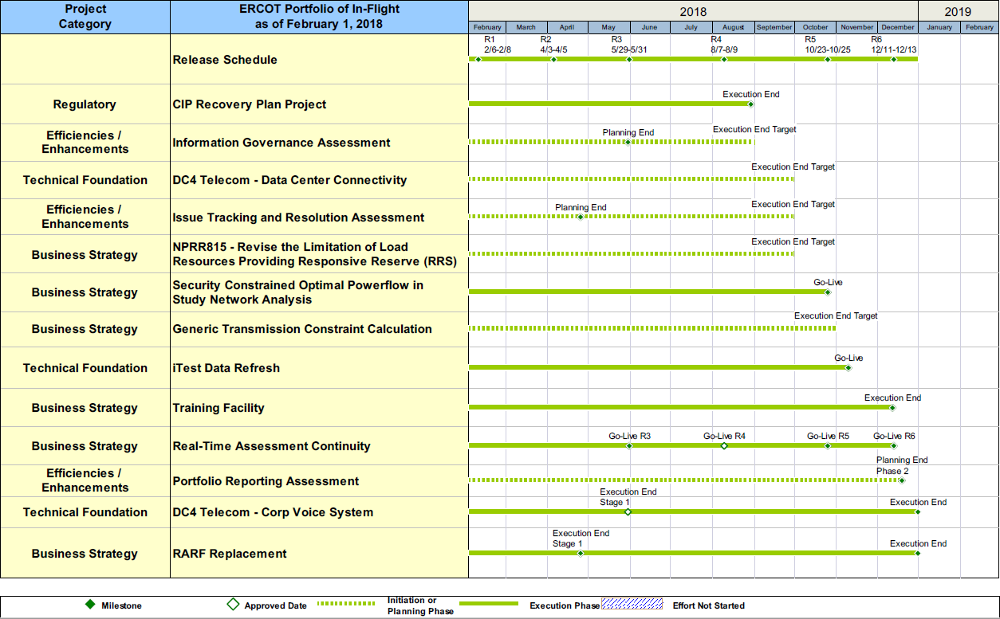 Project
Category
ERCOT Portfolio of In-Flight
as of February 1, 2018
2018
2019
February
March
April
May
June
July
August
September
October
November
December
January
February
Release Schedule
R1
2/6-2/8
R2
4/3-4/5
R3
5/29-5/31
R4
8/7-8/9
R5
10/23-10/25
R6
12/11-12/13
Regulatory
CIP Recovery Plan Project
Execution End
Efficiencies /
Enhancements
Information Governance Assessment
Planning End
Execution End Target
Technical Foundation
DC4 Telecom - Data Center Connectivity
Execution End Target
Efficiencies /
Enhancements
Issue Tracking and Resolution Assessment
Planning End
Execution End Target
Business Strategy
NPRR815 - Revise the Limitation of Load
Resources Providing Responsive Reserve (RRS)
Execution End Target
Business Strategy
Security Constrained Optimal Powerflow in
Study Network Analysis
Go-Live
Business Strategy
Generic Transmission Constraint Calculation
Execution End Target
Technical Foundation
iTest Data Refresh
Go-Live
Business Strategy
Training Facility
Execution End
Business Strategy
Real-Time Assessment Continuity
Go-Live R3
Go-Live R4
Go-Live R5
Go-Live R6
Efficiencies /
Enhancements
Portfolio Reporting Assessment
Planning End
Phase 2
Technical Foundation
DC4 Telecom - Corp Voice System
Execution End
Stage 1
Execution End
Business Strategy
RARF Replacement
Execution End
Stage 1
Execution End
Milestone
Approved Date
Initiation or
Planning Phase
Execution Phase
Effort Not Started